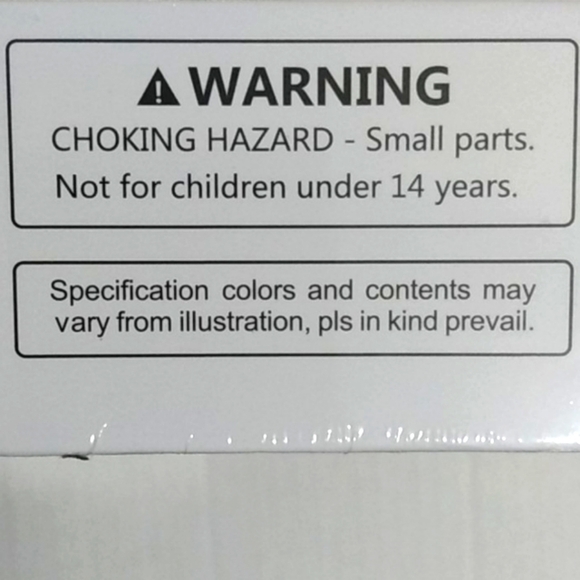 ⚠ WARNING
CHOKING HAZARD - Small parts.
Not for children under 14 years.
Specification colors and contents may
vary from illustration, pls in kind prevail.